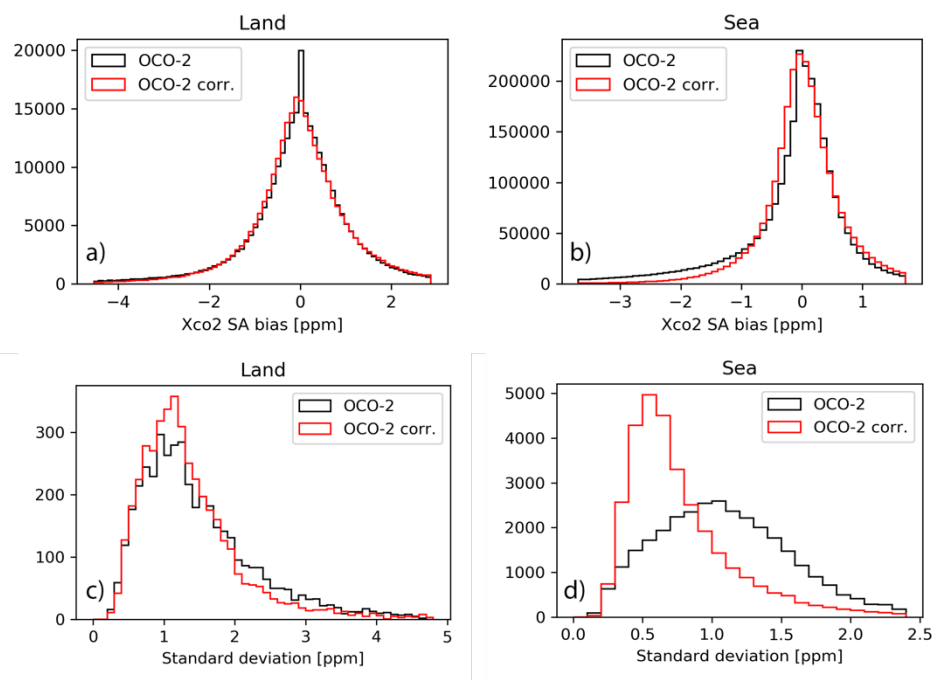 Land
20000
15000
10000
5000
0
OCO-2
OCO-2 corr.
a)
−4
−2
0
2
Xco2 SA bias [ppm]
Sea
200000
150000
100000
50000
0
OCO-2
OCO-2 corr.
b)
−3
−2
−1
0
1
Xco2 SA bias [ppm]
Land
300
200
100
0
OCO-2
OCO-2 corr.
c)
0
1
2
3
4
5
Standard deviation [ppm]
Sea
5000
4000
3000
2000
1000
0
OCO-2
OCO-2 corr.
d)
0.0
0.5
1.0
1.5
2.0
2.5
Standard deviation [ppm]